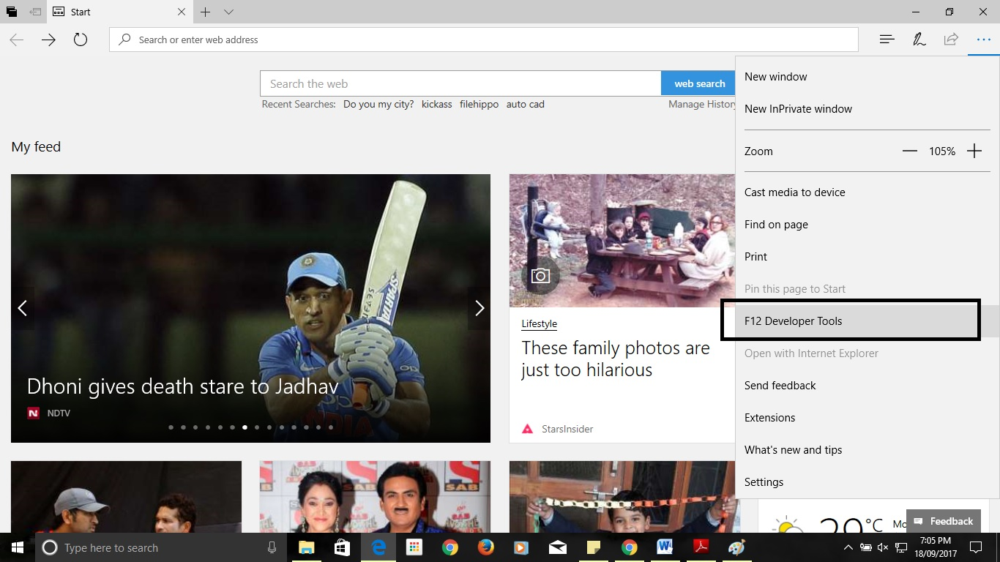 Start
Search or enter web address
Search the web
web search
Recent Searches: Do you my city? kickass filehippo auto cad
Manage History
My feed
SPARTAN
Dhoni gives death stare to Jadhav
N NDTV
Lifestyle
These family photos are
just too hilarious
StarsInsider
SAB
SAB
New window
New InPrivate window
Zoom 105%
Cast media to device
Find on page
Print
Pin this page to Start
F12 Developer Tools
Open with Internet Explorer
Send feedback
Extensions
What's new and tips
Settings
°C
Feedback
Type here to search
7:05 PM
18/09/2017